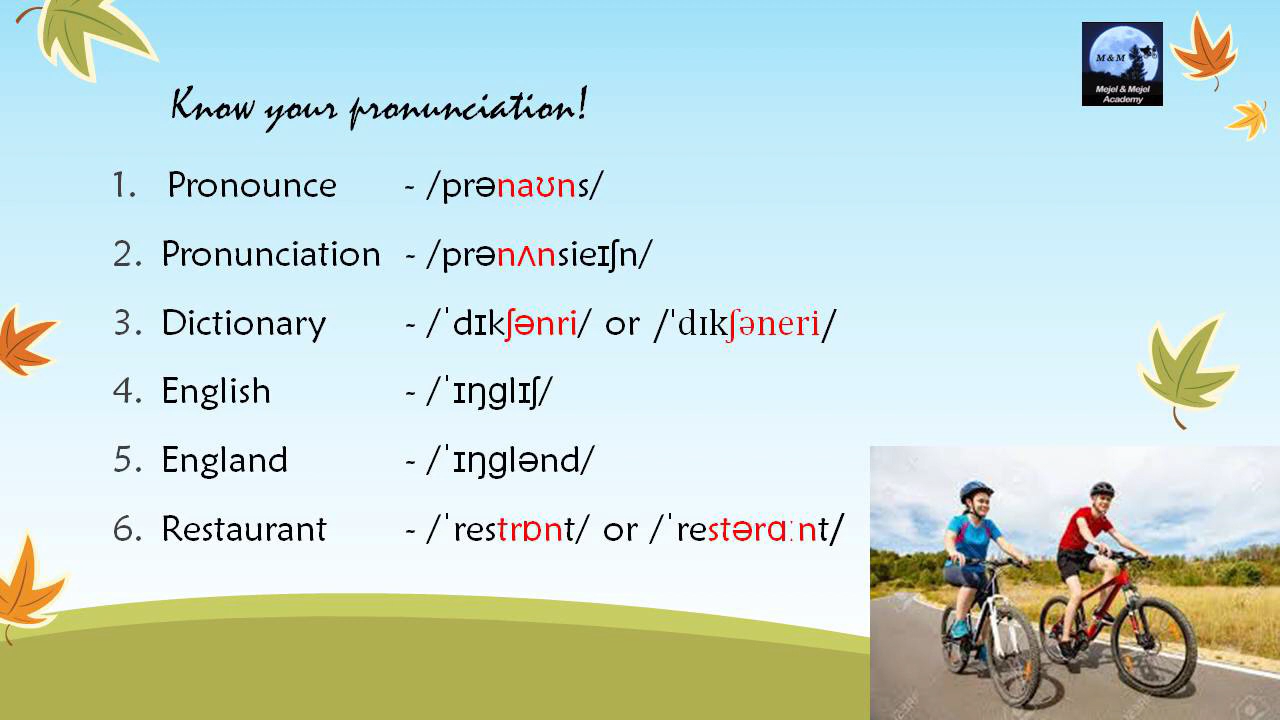 Know your pronunciation!
M & M
Mejel & Mejel
Academy
1. Pronounce - /prənaʊns/
2. Pronunciation - /prənʌnsieɪʃn/
3. Dictionary - /ˈdɪkʃənri/ or /ˈdɪkʃəneri/
4. English - /ˈɪŋglɪʃ/
5. England - /ˈɪŋglənd/
6. Restaurant - /ˈrestrɒnt/ or /ˈrestərɑːnt/